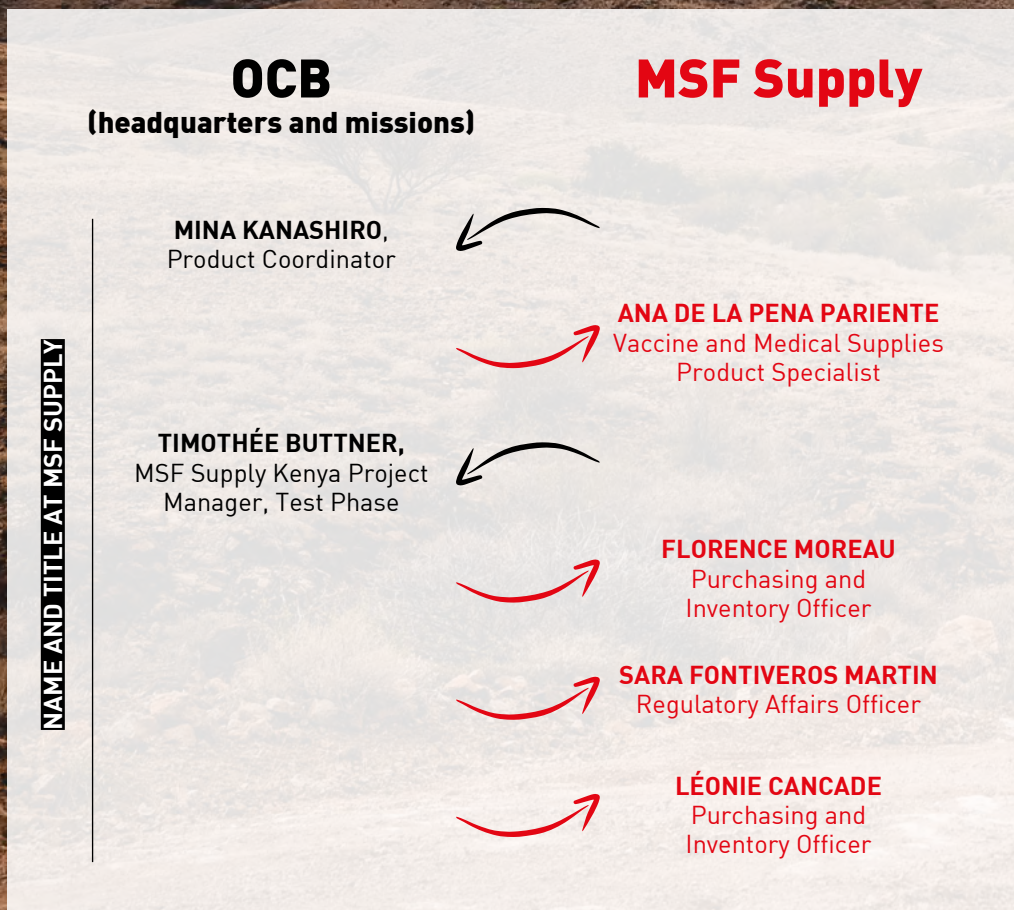 OCB
(headquarters and missions)
MSF Supply
NAME AND TITLE AT MSF SUPPLY
MINA KANASHIRO,
Product Coordinator
ANA DE LA PENA PARIENTE
Vaccine and Medical Supplies
Product Specialist
TIMOTHÉE BUTTNER,
MSF Supply Kenya Project
Manager, Test Phase
FLORENCE MOREAU
Purchasing and
Inventory Officer
SARA FONTIVEROS MARTIN
Regulatory Affairs Officer
LÉONIE CANCADE
Purchasing and
Inventory Officer